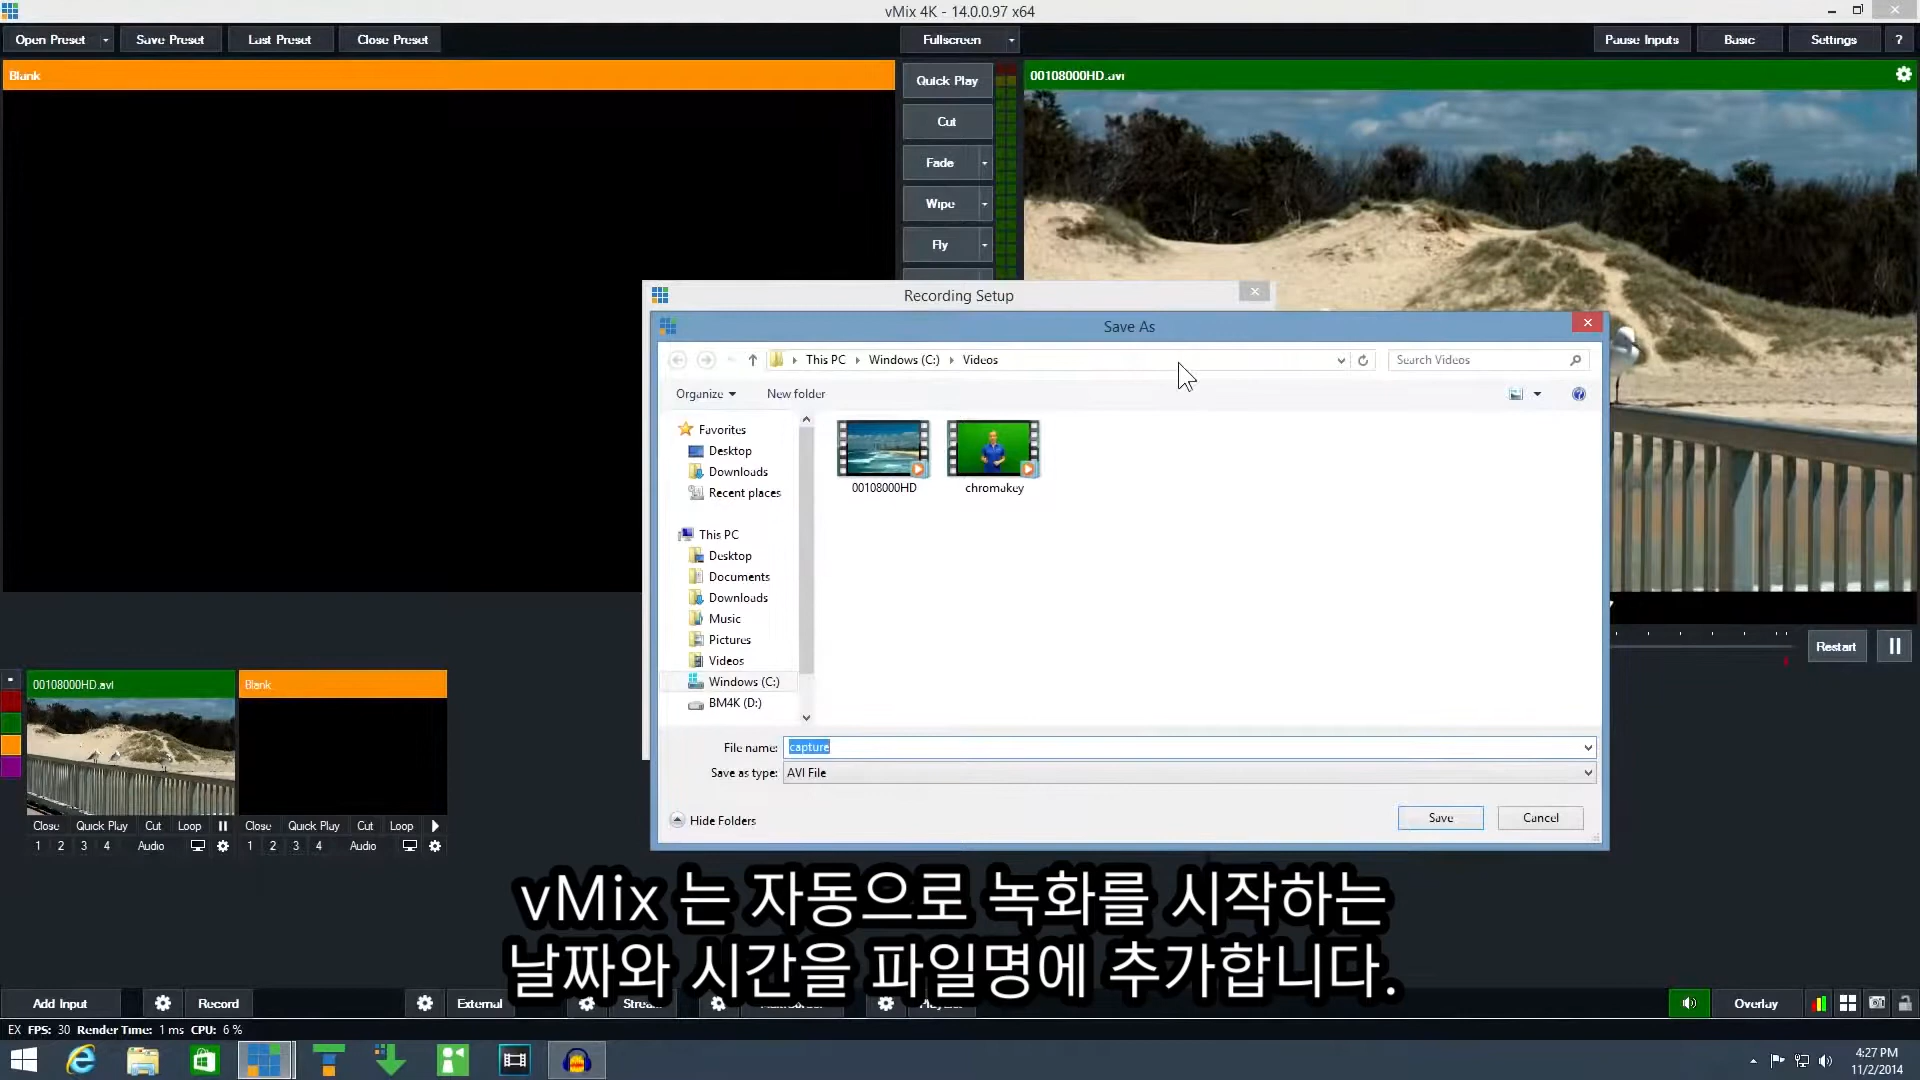 vMix 4K - 14.0.0.97 x64
Open Preset
Save Preset
Last Preset
Close Preset
Fullscreen
Pause Inputs
Basic
Settings
?
Blank
Quick Play
00108000HD.avi
Cut
Fade
Wipe
Fly
Recording Setup
Save As
This PC
Windows (C:)
Videos
Search Videos
Organize
New folder
Favorites
Desktop
Downloads
Recent places
This PC
Desktop
Documents
Downloads
Music
Pictures
Videos
Windows (C:)
BM4K (D:)
00108000HD
chromakey
File name: capture
Save as type: AVI File
Hide Folders
Save
Cancel
Restart
00108000HD.avi
Blank
Close Quick Play Cut Loop
Close Quick Play Cut Loop
1 2 3 4 Audio
1 2 3 4 Audio
vMix 는 자동으로 녹화를 시작하는
날짜와 시간을 파일명에 추가합니다.
Add Input
Record
External
Overlay
EX FPS: 30 Render Time: 1 ms CPU: 6 %
4:27 PM
11/2/2014